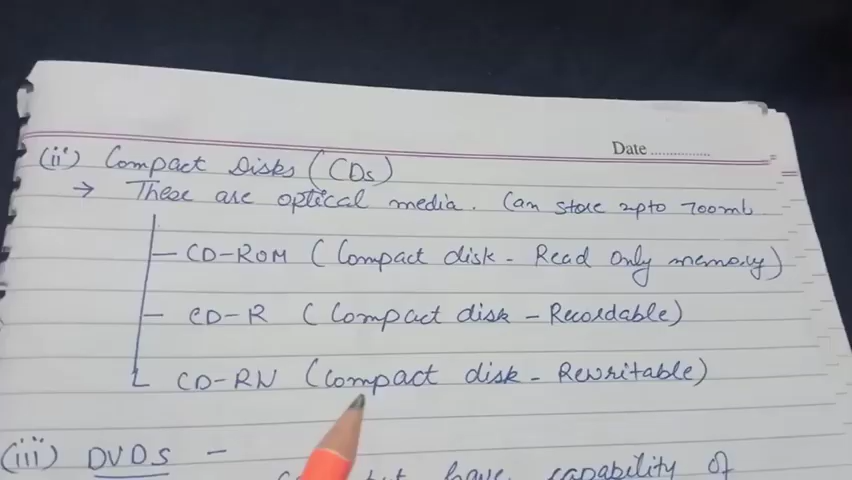 Date ...............
(ii) Compact Disks (CDs)
→ These are optical media. Can store upto 700mb
- CD-ROM (Compact disk - Read Only memory)
- CD-R (Compact disk - Recordable)
CD-RW (Compact disk - Rewritable)
(iii) DVDS -
but have capability of